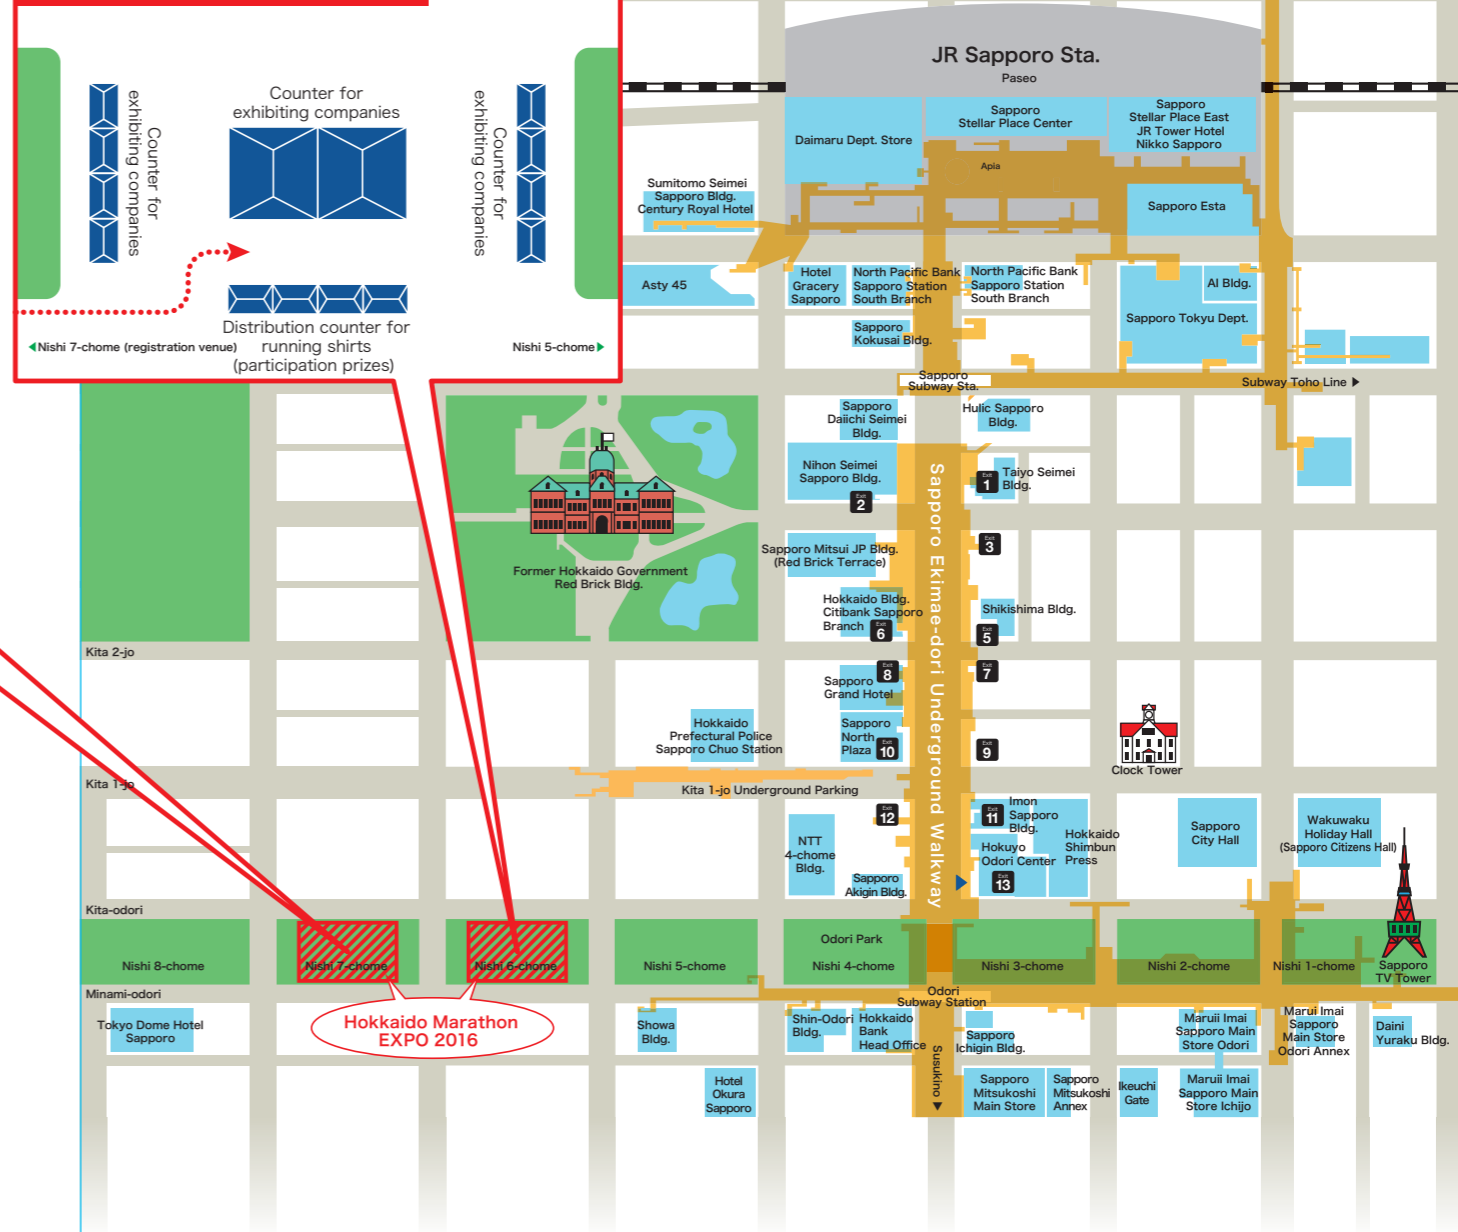 Counter for
exhibiting companies
Counter for
exhibiting companies
Counter for
exhibiting companies
Distribution counter for
running shirts
(participation prizes)
◀Nishi 7-chome (registration venue)
Nishi 5-chome▶
JR Sapporo Sta.
Paseo
Daimaru Dept. Store
Sapporo
Stellar Place Center
Sapporo
Stellar Place East
JR Tower Hotel
Nikko Sapporo
Apia
Sumitomo Seimei
Sapporo Bldg.
Century Royal Hotel
Sapporo Esta
Asty 45
Hotel
Gracery
Sapporo
North Pacific Bank
Sapporo Station
South Branch
North Pacific Bank
Sapporo Station
South Branch
AI Bldg.
Sapporo Tokyu Dept.
Sapporo
Kokusai Bldg.
Sapporo
Subway Sta.
Subway Toho Line ▶
Sapporo
Daiichi Seimei
Bldg.
Hulic Sapporo
Bldg.
Nihon Seimei
Sapporo Bldg.
Exit
2
Exit
1
Taiyo Seimei
Bldg.
Sapporo Ekimae-dori Underground Walkway
Sapporo Mitsui JP Bldg.
(Red Brick Terrace)
Exit
3
Former Hokkaido Government
Red Brick Bldg.
Hokkaido Bldg.
Citibank Sapporo
Branch
Exit
6
Shikishima Bldg.
Exit
5
Kita 2-jo
Exit
8
Exit
7
Sapporo
Grand Hotel
Hokkaido
Prefectural Police
Sapporo Chuo Station
Sapporo
North
Plaza
Exit
10
Exit
9
Clock Tower
Kita 1-jo
Kita 1-jo Underground Parking
Exit
12
Exit
11
Imon
Sapporo
Bldg.
NTT
4-chome
Bldg.
Hokuyo
Odori Center
Hokkaido
Shimbun
Press
Sapporo
City Hall
Wakuwaku
Holiday Hall
(Sapporo Citizens Hall)
Sapporo
Akigin Bldg.
Exit
13
Kita-odori
Odori Park
Nishi 8-chome
Nishi 7-chome
Nishi 6-chome
Nishi 5-chome
Nishi 4-chome
Nishi 3-chome
Nishi 2-chome
Nishi 1-chome
Sapporo
TV Tower
Minami-odori
Odori
Subway Station
Tokyo Dome Hotel
Sapporo
Hokkaido Marathon
EXPO 2016
Showa
Bldg.
Shin-Odori
Bldg.
Hokkaido
Bank
Head Office
Susukino ▼
Sapporo
Ichigin Bldg.
Maruii Imai
Sapporo Main
Store Odori
Marui Imai
Sapporo
Main Store
Odori Annex
Daini
Yuraku Bldg.
Hotel
Okura
Sapporo
Sapporo
Mitsukoshi
Main Store
Sapporo
Mitsukoshi
Annex
Ikeuchi
Gate
Maruii Imai
Sapporo Main
Store Ichijo